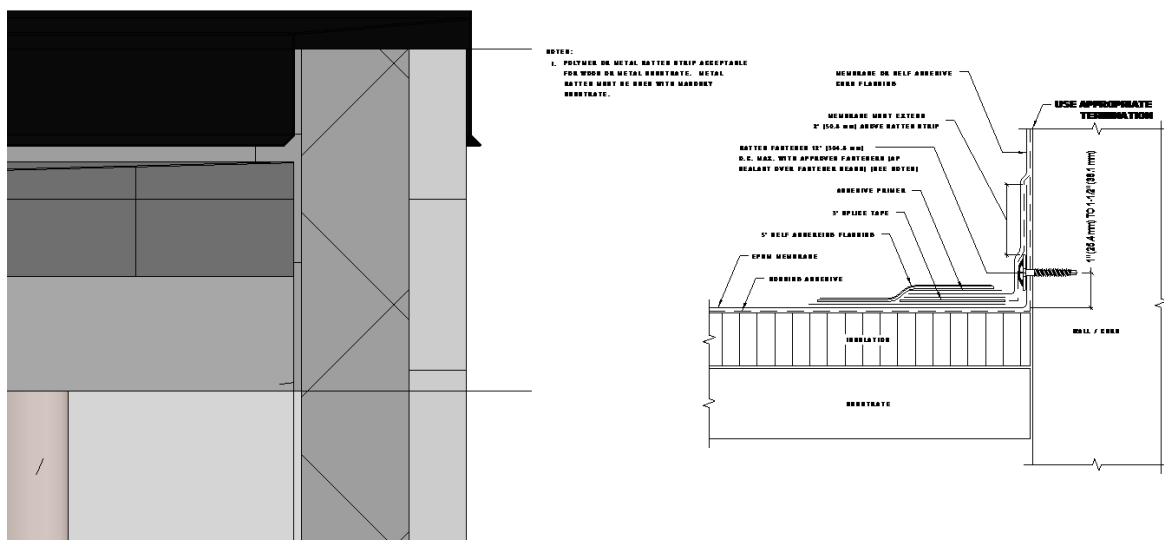 NOTES:
1. POLYMER OR METAL BATTEN STRIP ACCEPTABLE
FOR WOOD OR METAL SUBSTRATE. METAL
BATTEN MUST BE USED WITH MASONRY
SUBSTRATE.
MEMBRANE OR SELF ADHESIVE
CURB FLASHING
USE APPROPRIATE
TERMINATION
MEMBRANE MUST EXTEND
2" (50.8 mm) ABOVE BATTEN STRIP
BATTEN FASTENED 12" (304.8 mm)
O.C. MAX. WITH APPROVED FASTENERS (AP
SEALANT OVER FASTENER HEADS) (SEE NOTES)
ADHESIVE PRIMER
3" SPLICE TAPE
5" SELF ADHERING FLASHING
EPDM MEMBRANE
BONDING ADHESIVE
1" (25.4 mm) TO 1-1/2" (38.1 mm)
INSULATION
WALL / CURB
SUBSTRATE